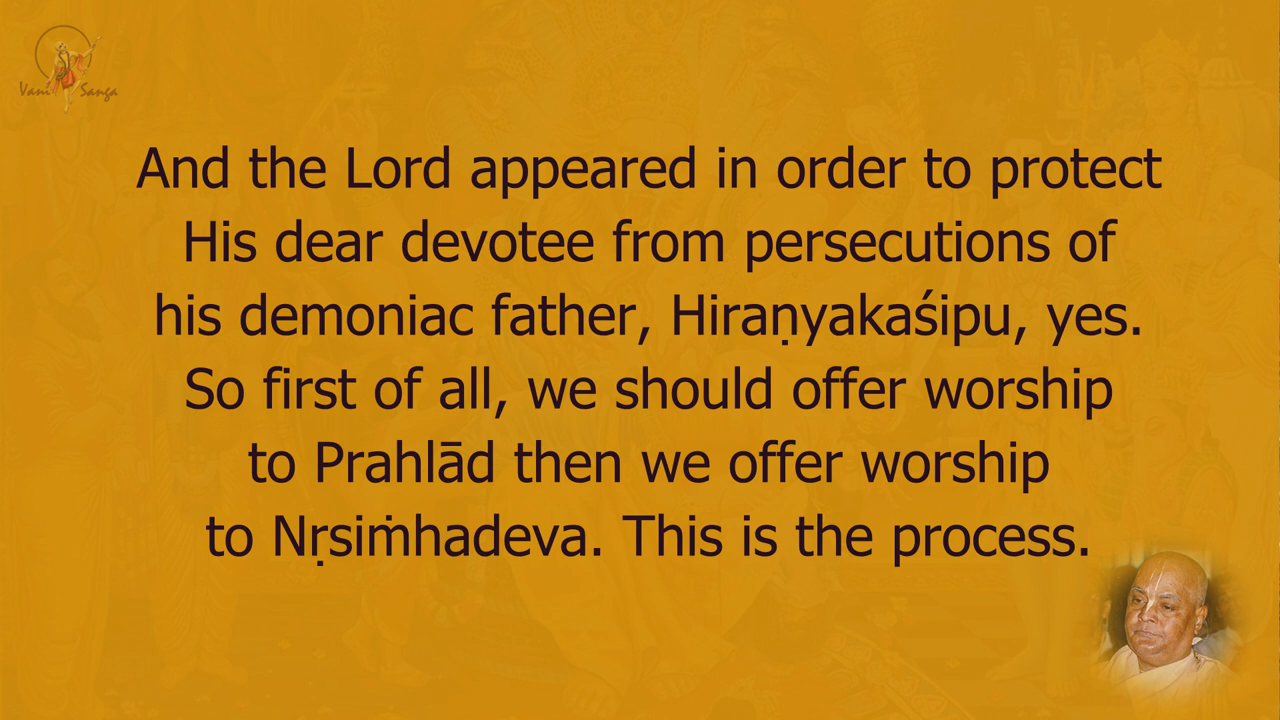 Vani Sanga
And the Lord appeared in order to protect
His dear devotee from persecutions of
his demoniac father, Hiraṇyakaśipu, yes.
So first of all, we should offer worship
to Prahlād then we offer worship
to Nṛsiṁhadeva. This is the process.